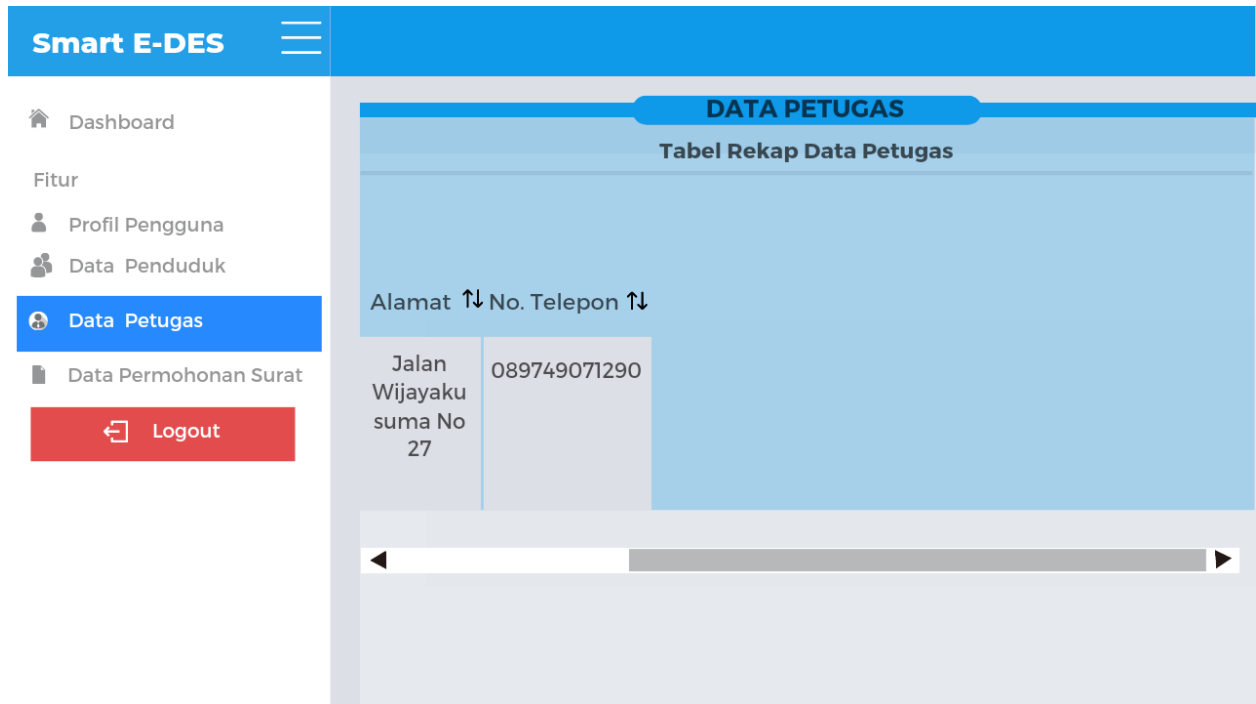 Smart E-DES
Dashboard
Fitur
Profil Pengguna
Data Penduduk
Data Petugas
Data Permohonan Surat
Logout
DATA PETUGAS
Tabel Rekap Data Petugas
Alamat No. Telepon
Jalan
Wijayaku
suma No
27
089749071290